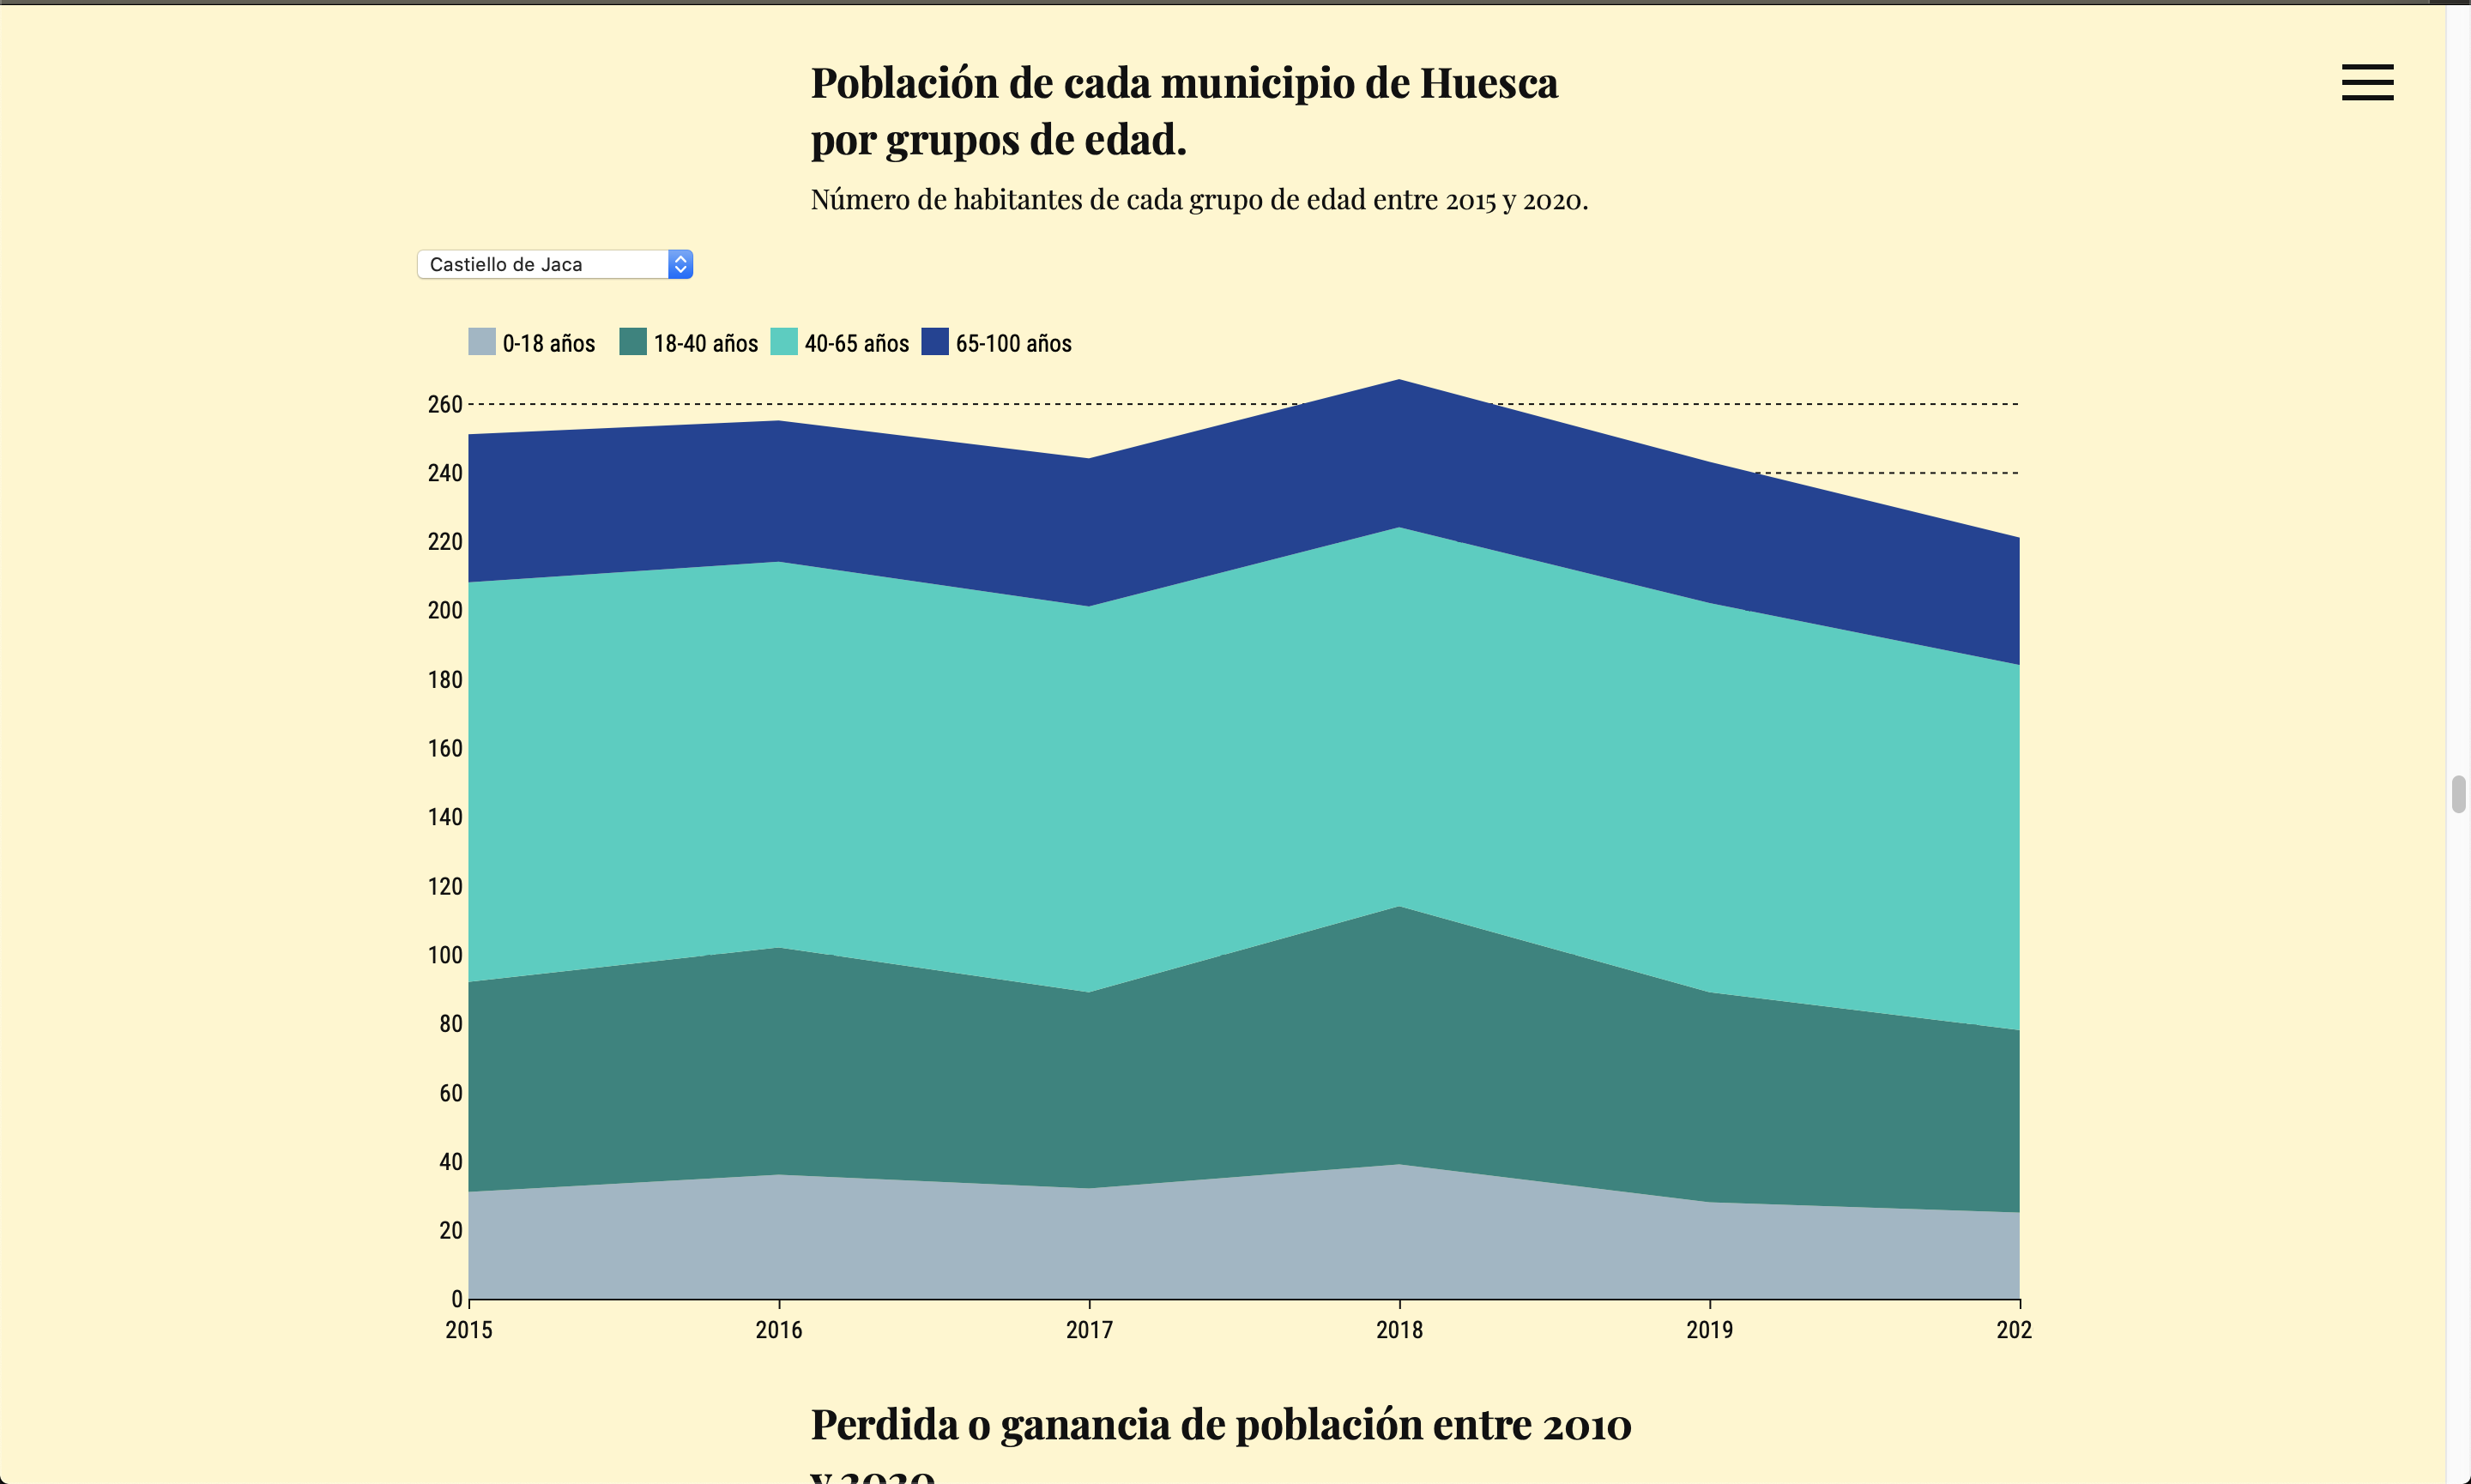 Población de cada municipio de Huesca
por grupos de edad.
Número de habitantes de cada grupo de edad entre 2015 y 2020.
Castiello de Jaca
0-18 años 18-40 años 40-65 años 65-100 años
260
240
220
200
180
160
140
120
100
80
60
40
20
0
2015 2016 2017 2018 2019 202
Perdida o ganancia de población entre 2010
y 2020